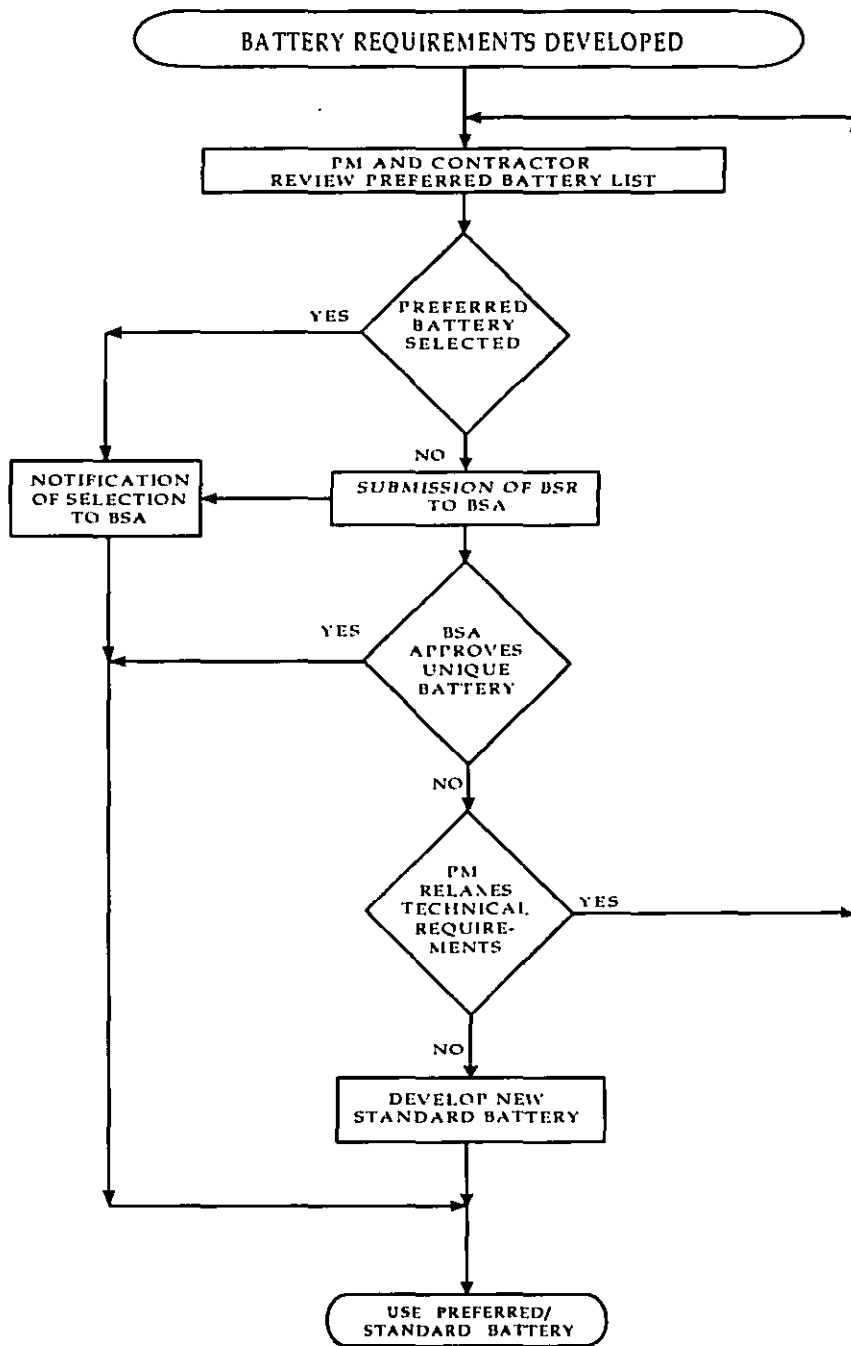 BATTERY REQUIREMENTS DEVELOPED
PM AND CONTRACTOR
REVIEW PREFERRED BATTERY LIST
PREFERRED
BATTERY
SELECTED
YES
NO
NOTIFICATION
OF SELECTION
TO BSA
SUBMISSION OF BSR
TO BSA
BSA
APPROVES
UNIQUE
BATTERY
YES
NO
PM
RELAXES
TECHNICAL
REQUIRE-
MENTS
YES
NO
DEVELOP NEW
STANDARD BATTERY
USE PREFERRED/
STANDARD BATTERY